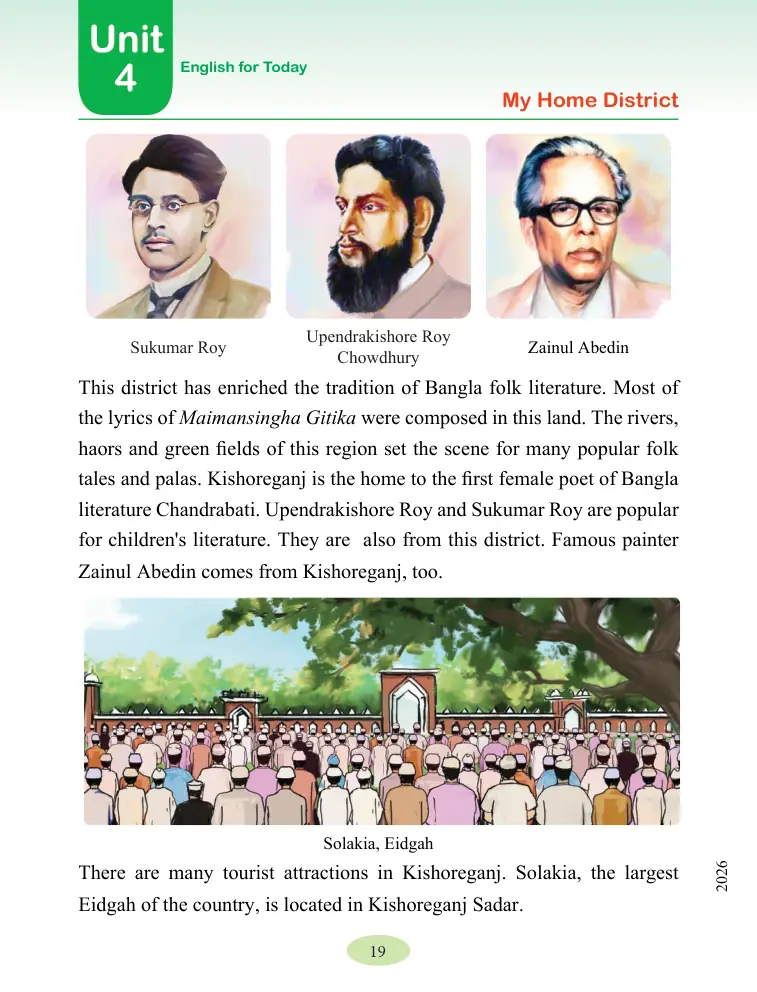 Unit
4
English for Today
My Home District
Sukumar Roy
Upendrakishore Roy
Chowdhury
Zainul Abedin
This district has enriched the tradition of Bangla folk literature. Most of
the lyrics of Maimansingha Gitika were composed in this land. The rivers,
haors and green fields of this region set the scene for many popular folk
tales and palas. Kishoreganj is the home to the first female poet of Bangla
literature Chandrabati. Upendrakishore Roy and Sukumar Roy are popular
for children's literature. They are  also from this district. Famous painter
Zainul Abedin comes from Kishoreganj, too.
Solakia, Eidgah
There are many tourist attractions in Kishoreganj. Solakia, the largest
Eidgah of the country, is located in Kishoreganj Sadar.
2026
19